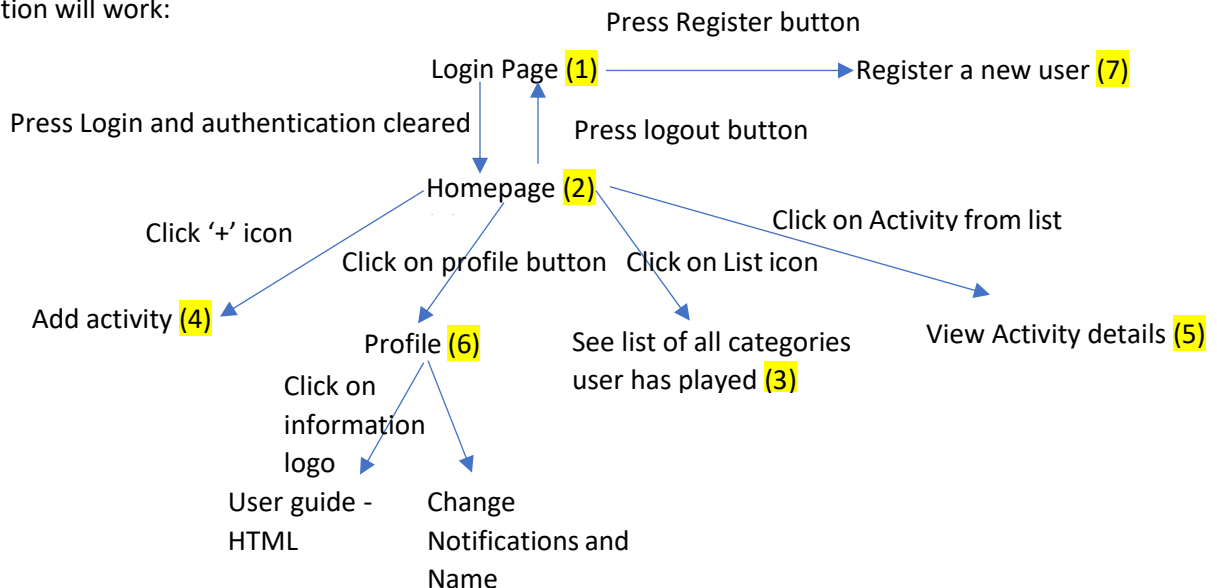 tion will work:
Press Register button
Login Page (1)
Register a new user (7)
Press Login and authentication cleared
Press logout button
Homepage (2)
Click on Activity from list
Click ‘+’ icon
Click on profile button
Click on List icon
Add activity (4)
View Activity details (5)
Profile (6)
See list of all categories
user has played (3)
Click on
information
logo
User guide -
HTML
Change
Notifications and
Name